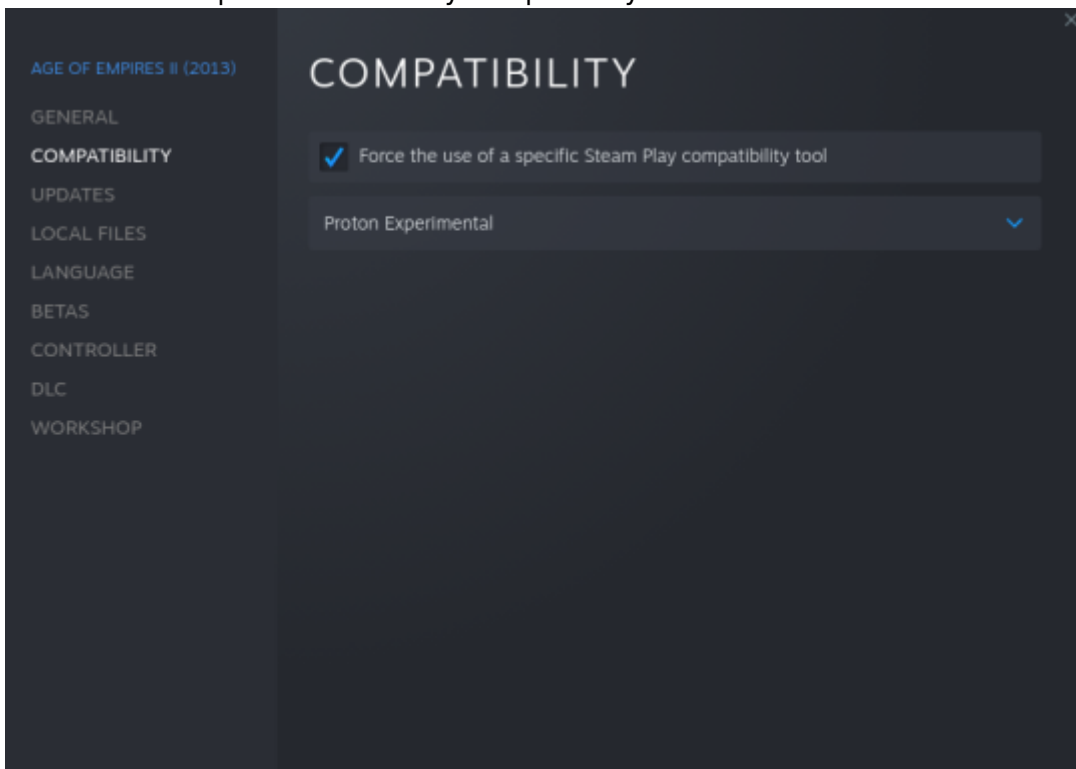 AGE OF EMPIRES II (2013)
GENERAL
COMPATIBILITY
UPDATES
LOCAL FILES
LANGUAGE
BETAS
CONTROLLER
DLC
WORKSHOP
COMPATIBILITY
Force the use of a specific Steam Play compatibility tool
Proton Experimental